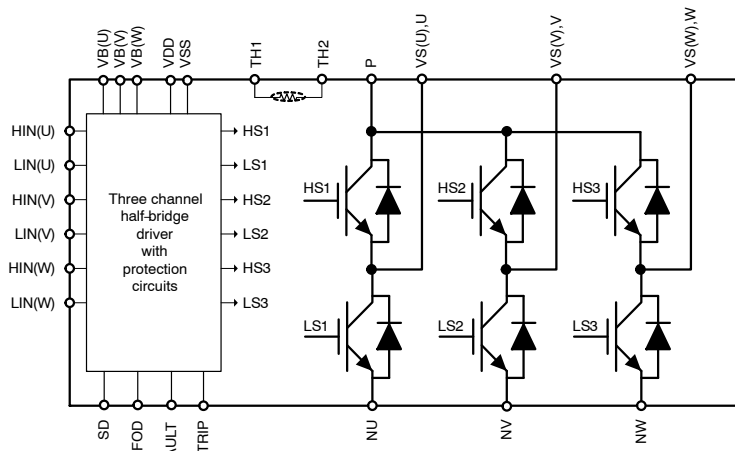 VB(U)
VB(V)
VB(W)
VDD
VSS
TH1
TH2
P
VS(U),U
VS(V),V
VS(W),W
HIN(U)
LIN(U)
HIN(V)
LIN(V)
HIN(W)
LIN(W)
Three channel
half-bridge
driver
with
protection
circuits
HS1
LS1
HS2
LS2
HS3
LS3
HS1
HS2
HS3
LS1
LS2
LS3
SD
FOD
AULT
TRIP
NU
NV
NW